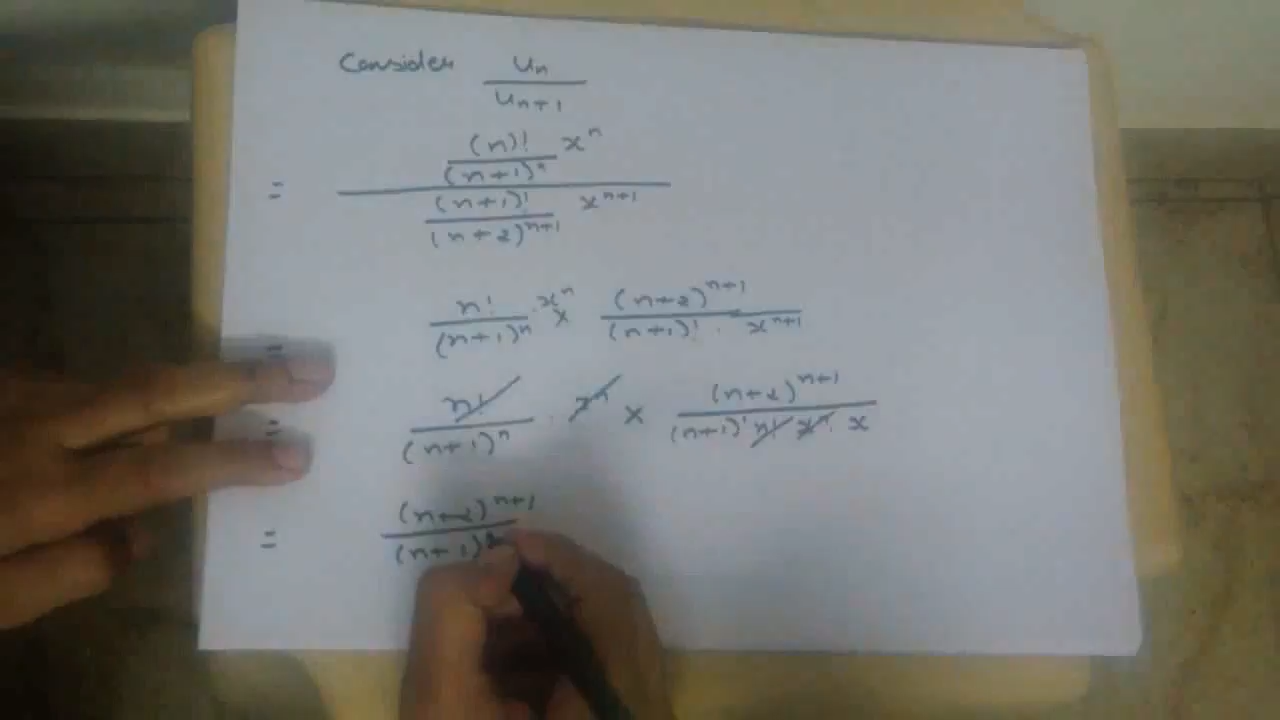 Consider u_n / u_{n+1}
= ((n)! / (n+1)^n x^n) / ((n+1)! / (n+2)^{n+1} x^{n+1})
= n! / (n+1)^n · x^n × (n+2)^{n+1} / (n+1)! · x^{n+1}
= n! / (n+1)^n · x^n × (n+2)^{n+1} / (n+1) n! x^n · x
= (n+2)^{n+1} / (n+1)